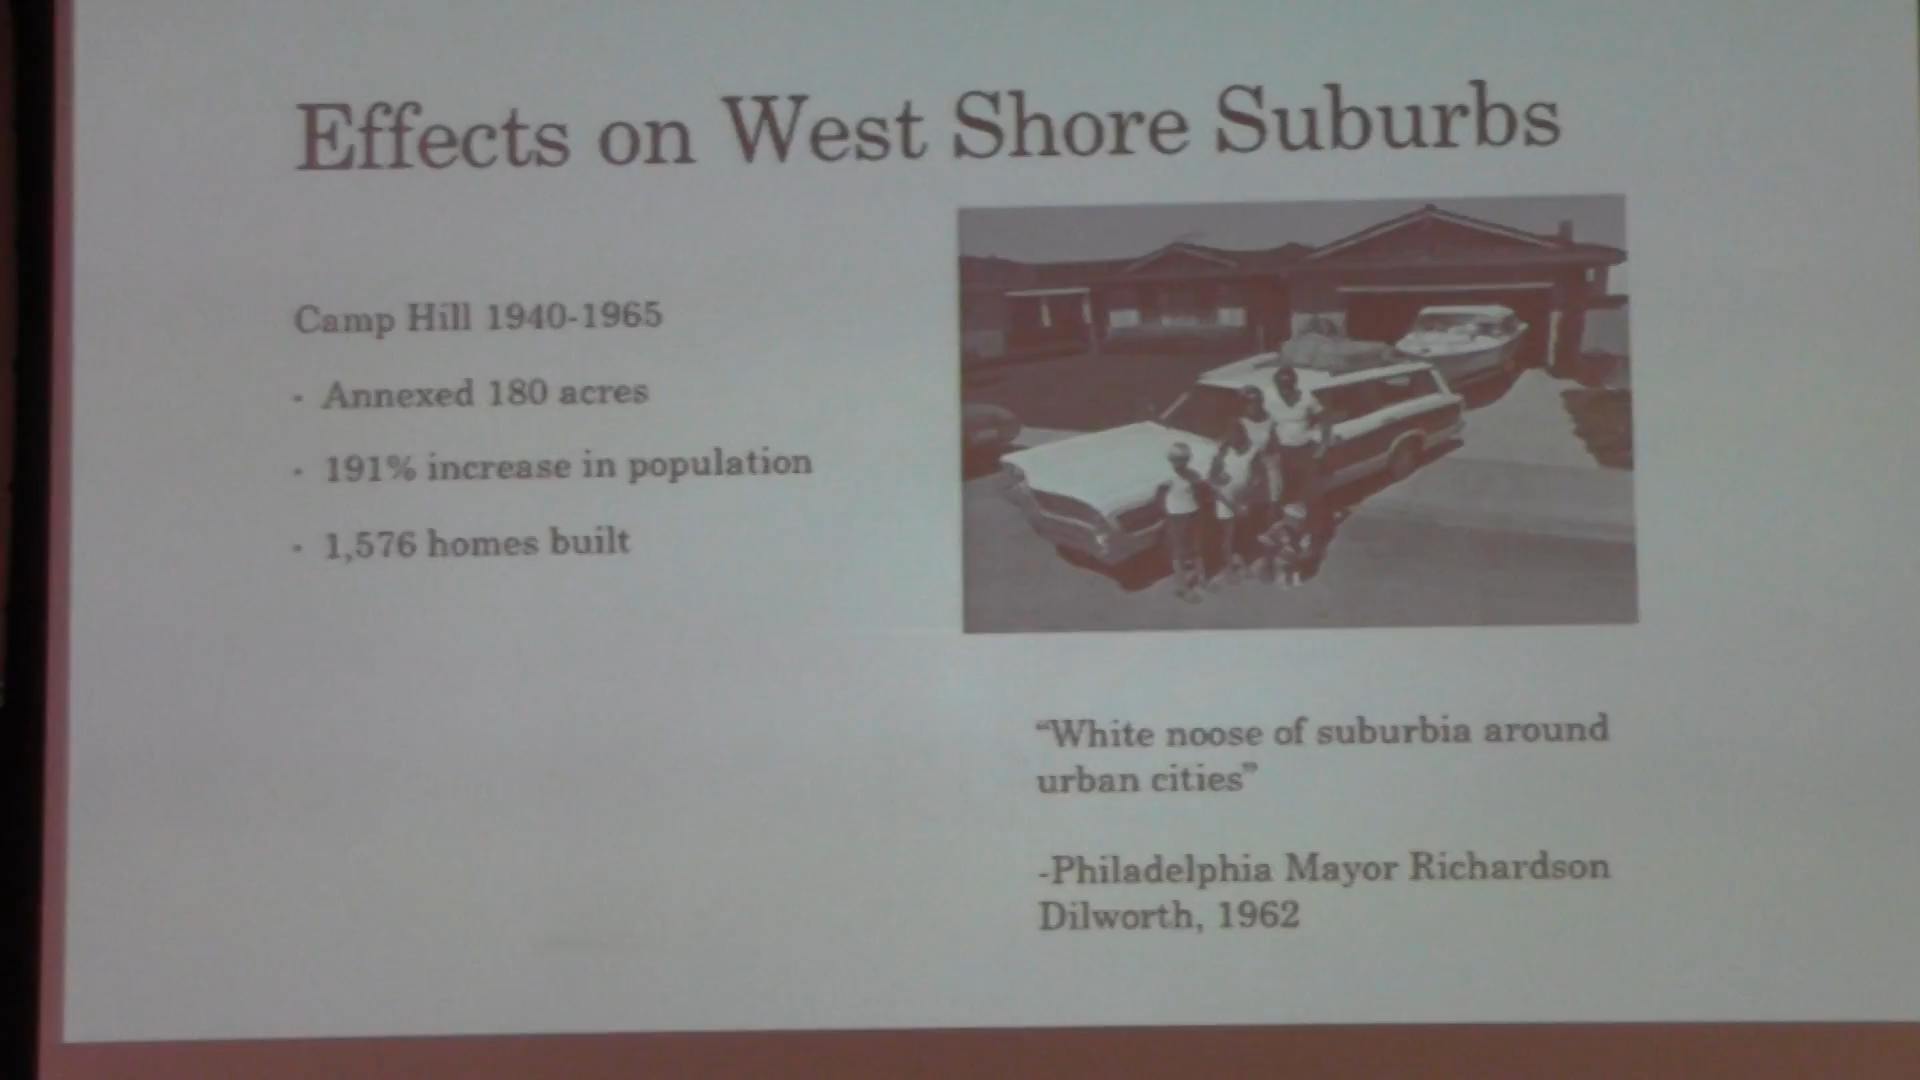 Effects on West Shore Suburbs
Camp Hill 1940-1965
· Annexed 180 acres
· 191% increase in population
· 1,576 homes built
“White noose of suburbia around
urban cities”
-Philadelphia Mayor Richardson
Dilworth, 1962